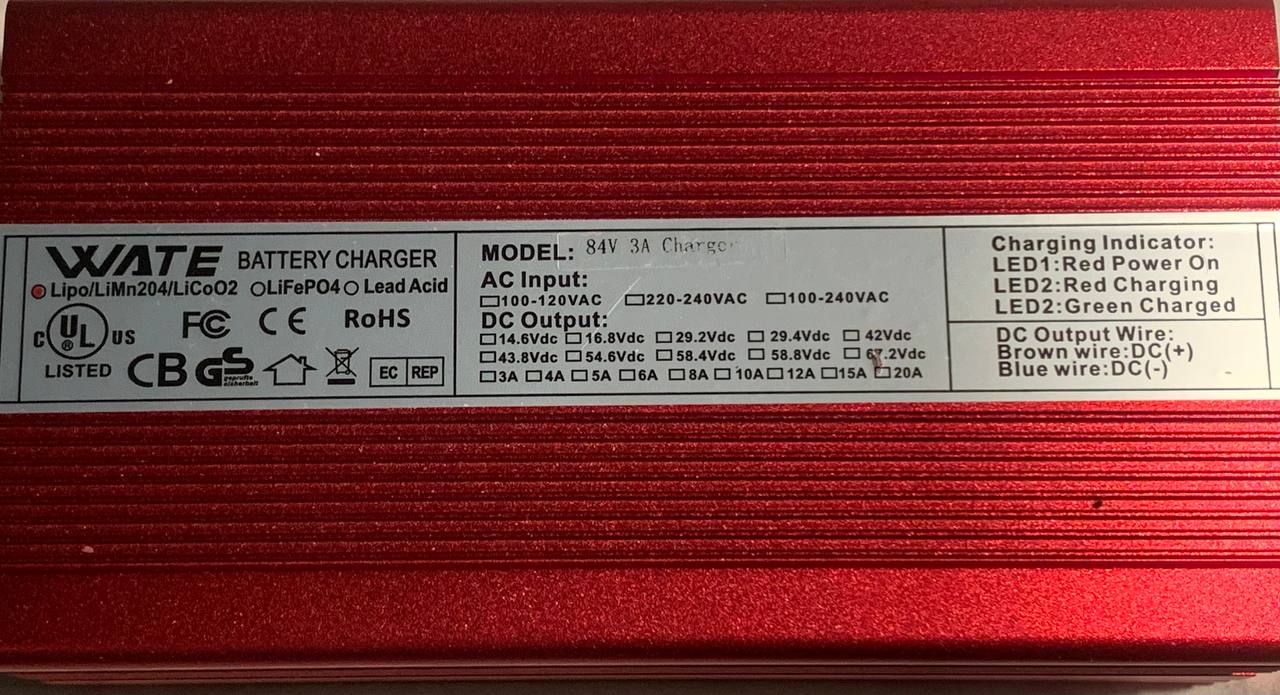 WATE BATTERY CHARGER
Lipo/LiMn204/LiCoO2 LiFePO4 Lead Acid
C UL US
LISTED
FC CE RoHS
CB GS
geprüfte
sicherheit
EC REP
MODEL: 84V 3A Charger
AC Input:
100-120VAC 220-240VAC 100-240VAC
DC Output:
14.6Vdc 16.8Vdc 29.2Vdc 29.4Vdc 42Vdc
43.8Vdc 54.6Vdc 58.4Vdc 58.8Vdc 67.2Vdc
3A 4A 5A 6A 8A 10A 12A 15A 20A
Charging Indicator:
LED1:Red Power On
LED2:Red Charging
LED2:Green Charged
DC Output Wire:
Brown wire:DC(+)
Blue wire:DC(-)